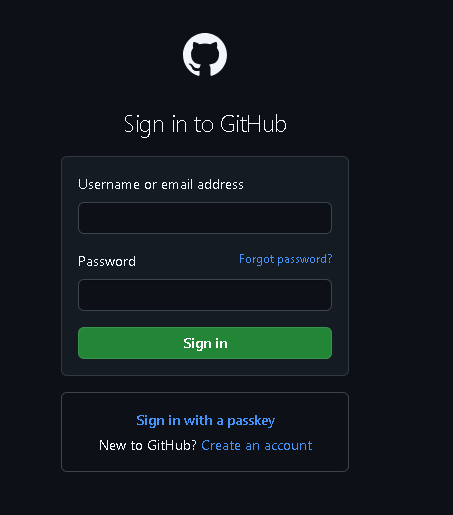 Sign in to GitHub
Username or email address
Password Forgot password?
Sign in
Sign in with a passkey
New to GitHub? Create an account